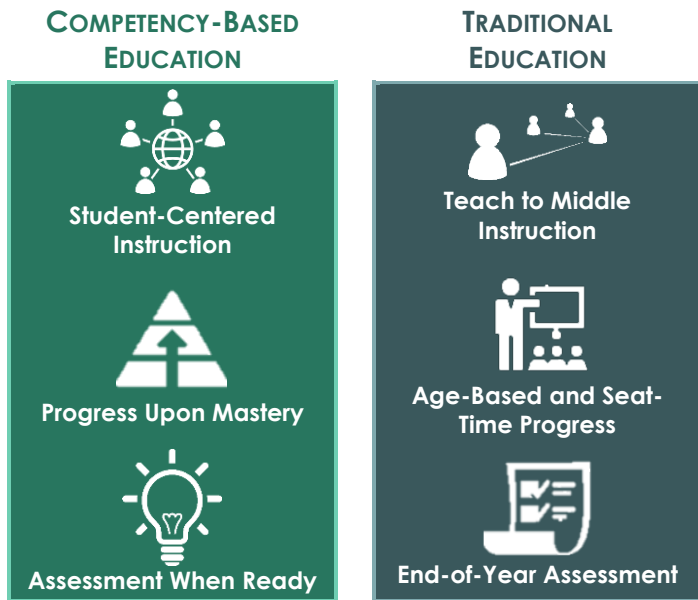 COMPETENCY-BASED
EDUCATION
Student-Centered
Instruction
Progress Upon Mastery
Assessment When Ready
TRADITIONAL
EDUCATION
Teach to Middle
Instruction
Age-Based and Seat-
Time Progress
End-of-Year Assessment